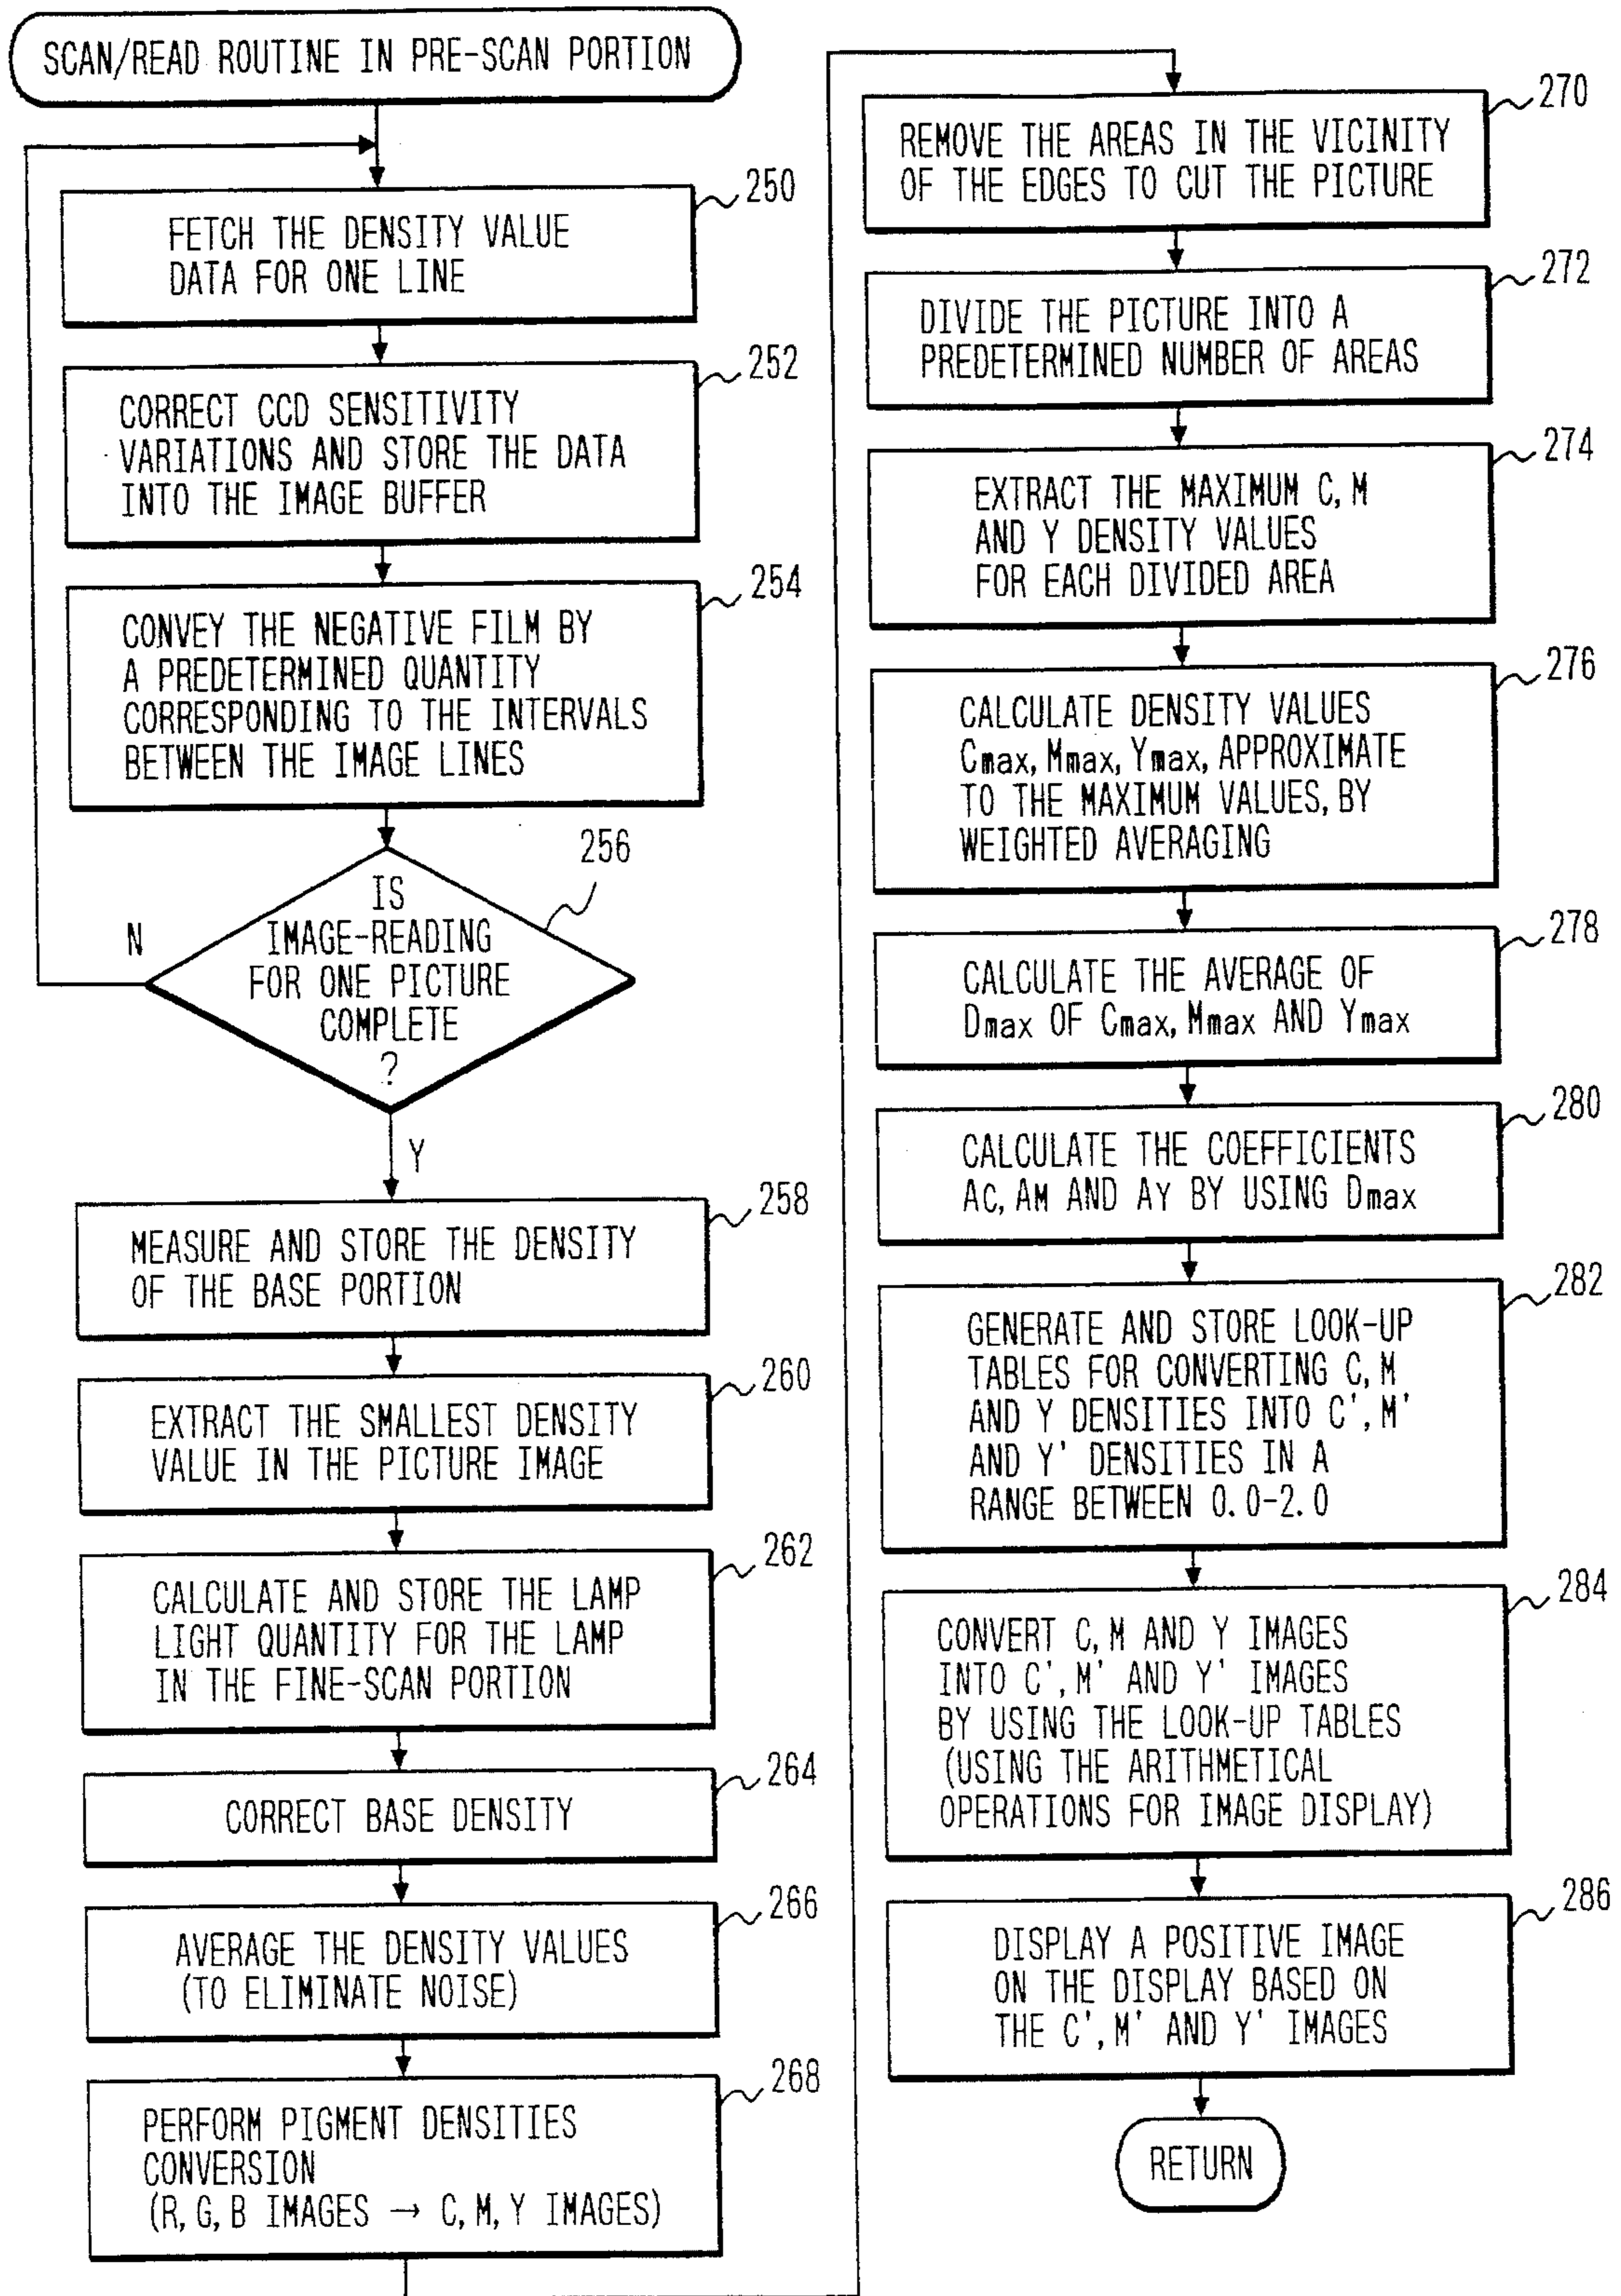 SCAN/READ ROUTINE IN PRE-SCAN PORTION
250
FETCH THE DENSITY VALUE
DATA FOR ONE LINE
252
CORRECT CCD SENSITIVITY
VARIATIONS AND STORE THE DATA
INTO THE IMAGE BUFFER
254
CONVEY THE NEGATIVE FILM BY
A PREDETERMINED QUANTITY
CORRESPONDING TO THE INTERVALS
BETWEEN THE IMAGE LINES
256
IS
IMAGE-READING
FOR ONE PICTURE
COMPLETE
?
N
Y
258
MEASURE AND STORE THE DENSITY
OF THE BASE PORTION
260
EXTRACT THE SMALLEST DENSITY
VALUE IN THE PICTURE IMAGE
262
CALCULATE AND STORE THE LAMP
LIGHT QUANTITY FOR THE LAMP
IN THE FINE-SCAN PORTION
264
CORRECT BASE DENSITY
266
AVERAGE THE DENSITY VALUES
(TO ELIMINATE NOISE)
268
PERFORM PIGMENT DENSITIES
CONVERSION
(R, G, B IMAGES → C, M, Y IMAGES)
270
REMOVE THE AREAS IN THE VICINITY
OF THE EDGES TO CUT THE PICTURE
272
DIVIDE THE PICTURE INTO A
PREDETERMINED NUMBER OF AREAS
274
EXTRACT THE MAXIMUM C, M
AND Y DENSITY VALUES
FOR EACH DIVIDED AREA
276
CALCULATE DENSITY VALUES
Cmax, Mmax, Ymax, APPROXIMATE
TO THE MAXIMUM VALUES, BY
WEIGHTED AVERAGING
278
CALCULATE THE AVERAGE OF
Dmax OF Cmax, Mmax AND Ymax
280
CALCULATE THE COEFFICIENTS
AC, AM AND AY BY USING Dmax
282
GENERATE AND STORE LOOK-UP
TABLES FOR CONVERTING C, M
AND Y DENSITIES INTO C', M'
AND Y' DENSITIES IN A
RANGE BETWEEN 0.0-2.0
284
CONVERT C, M AND Y IMAGES
INTO C', M' AND Y' IMAGES
BY USING THE LOOK-UP TABLES
(USING THE ARITHMETICAL
OPERATIONS FOR IMAGE DISPLAY)
286
DISPLAY A POSITIVE IMAGE
ON THE DISPLAY BASED ON
THE C', M' AND Y' IMAGES
RETURN